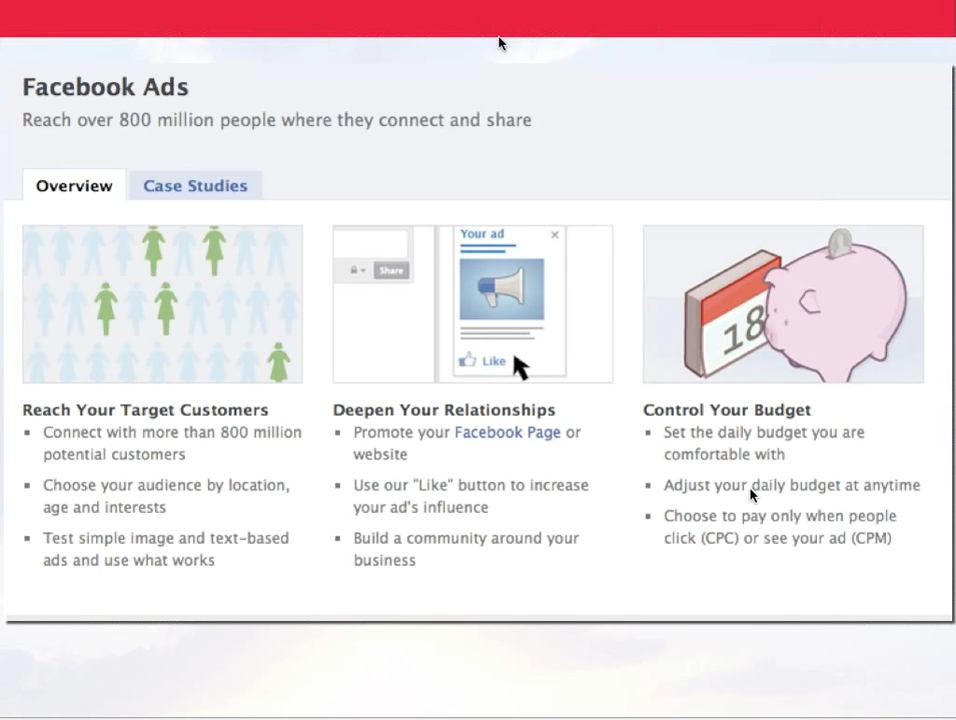 Facebook Ads
Reach over 800 million people where they connect and share
Overview
Case Studies
Your ad
Share
Like
18
Reach Your Target Customers
Connect with more than 800 million
potential customers
Choose your audience by location,
age and interests
Test simple image and text-based
ads and use what works
Deepen Your Relationships
Promote your Facebook Page or
website
Use our "Like" button to increase
your ad's influence
Build a community around your
business
Control Your Budget
Set the daily budget you are
comfortable with
Adjust your daily budget at anytime
Choose to pay only when people
click (CPC) or see your ad (CPM)